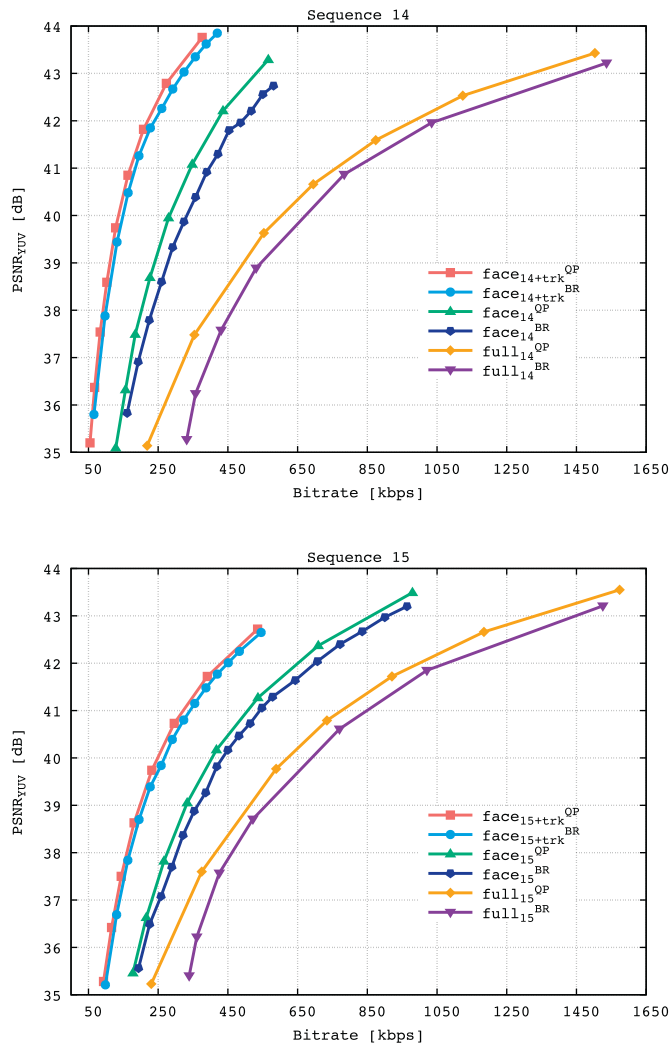 Sequence 14
44
43
42
41
40
39
38
37
36
35
PSNR_YUV [dB]
face_14+trk^QP
face_14+trk^BR
face_14^QP
face_14^BR
full_14^QP
full_14^BR
50 250 450 650 850 1050 1250 1450 1650
Bitrate [kbps]
Sequence 15
44
43
42
41
40
39
38
37
36
35
PSNR_YUV [dB]
face_15+trk^QP
face_15+trk^BR
face_15^QP
face_15^BR
full_15^QP
full_15^BR
50 250 450 650 850 1050 1250 1450 1650
Bitrate [kbps]